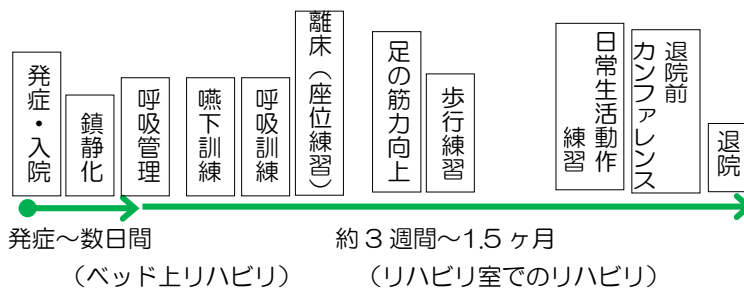 発症・入院
鎮静化
呼吸管理
嚥下訓練
呼吸訓練
離床（座位練習）
足の筋力向上
歩行練習
日常生活動作
練習
退院前
カンファレンス
退院
発症～数日間
約3週間～1.5ヶ月
（ベッド上リハビリ）
（リハビリ室でのリハビリ）